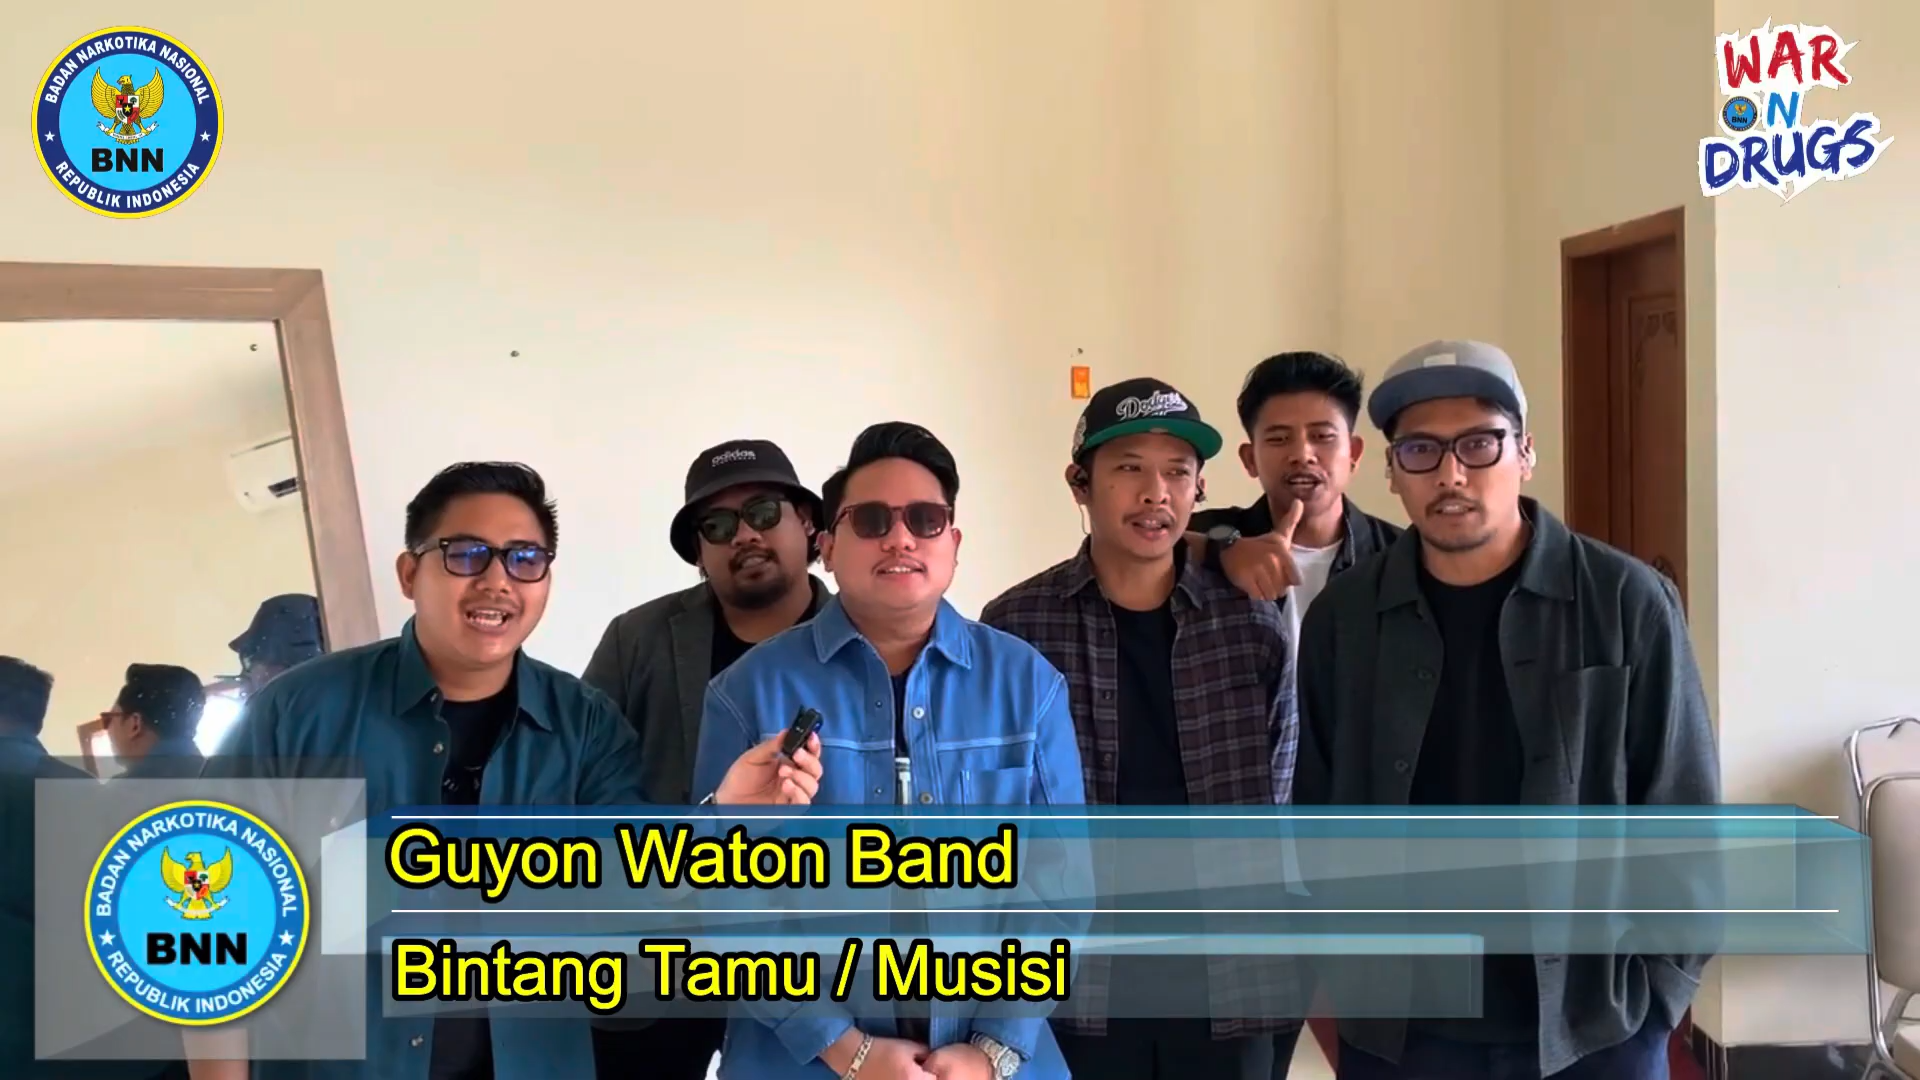 BADAN NARKOTIKA NASIONAL
BNN
REPUBLIK INDONESIA
WAR
ON
BNN
DRUGS
adidas
Dodgers
Guyon Waton Band
Bintang Tamu / Musisi
BADAN NARKOTIKA NASIONAL
BNN
REPUBLIK INDONESIA